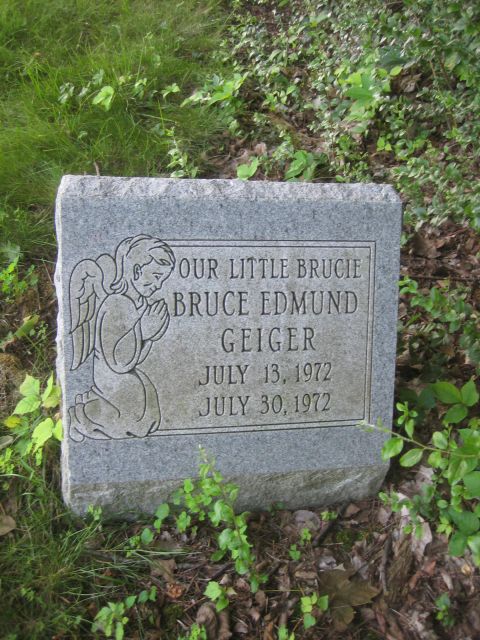 OUR LITTLE BRUCIE
BRUCE EDMUND
GEIGER
JULY 13, 1972
JULY 30, 1972